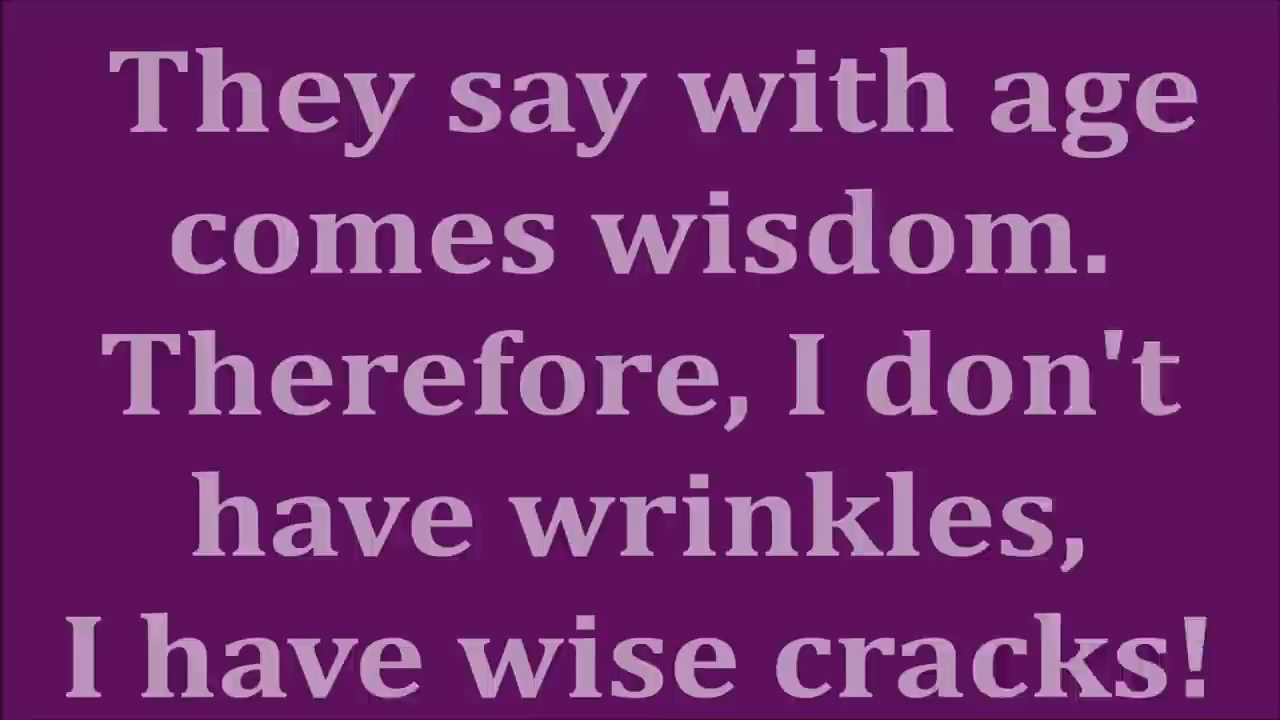 They say with age
comes wisdom.
Therefore, I don't
have wrinkles,
I have wise cracks!